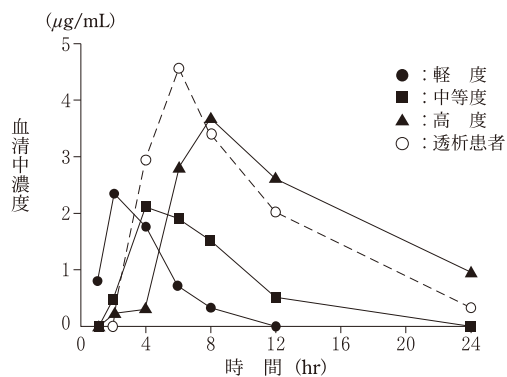 (μg/mL)
5
4
3
2
1
0
血清中濃度
：軽　度
：中等度
：高　度
：透析患者
0 4 8 12 16 20 24
時　間 (hr)